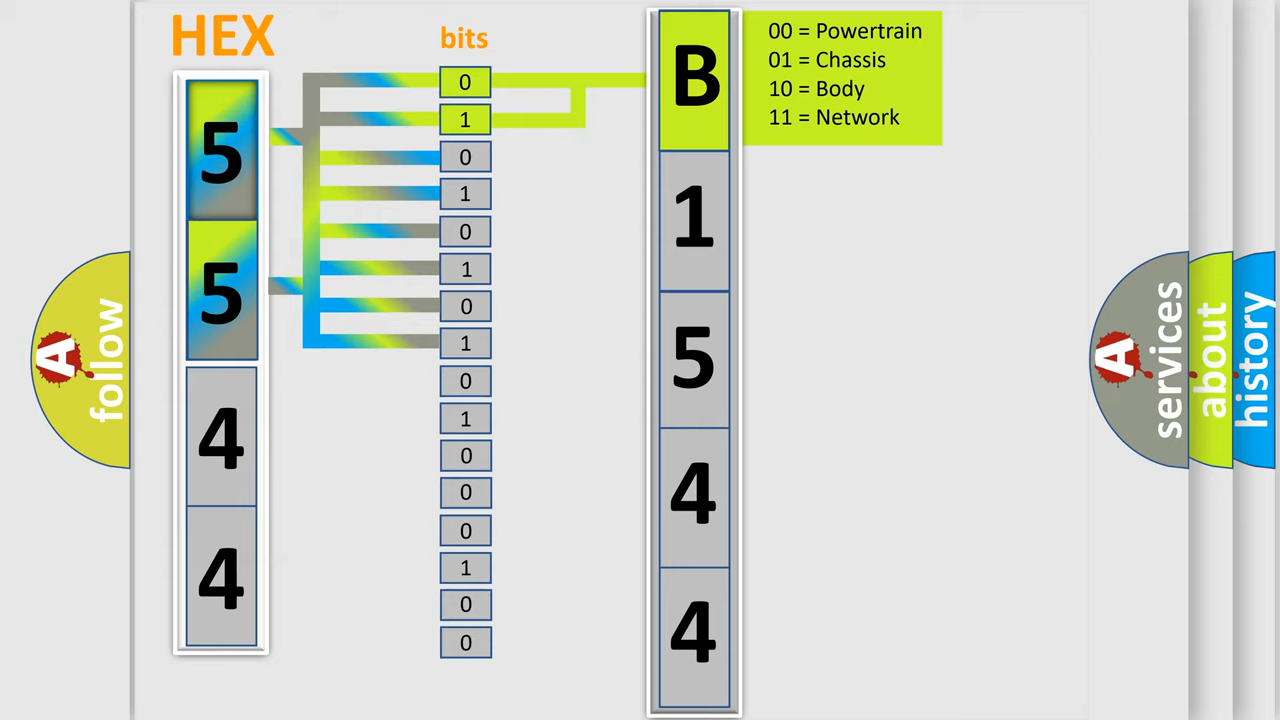 HEX
bits
5
5
4
4
0
1
0
1
0
1
0
1
0
1
0
0
0
1
0
0
B
1
5
4
4
00 = Powertrain
01 = Chassis
10 = Body
11 = Network
A
follow
A
services
about
history